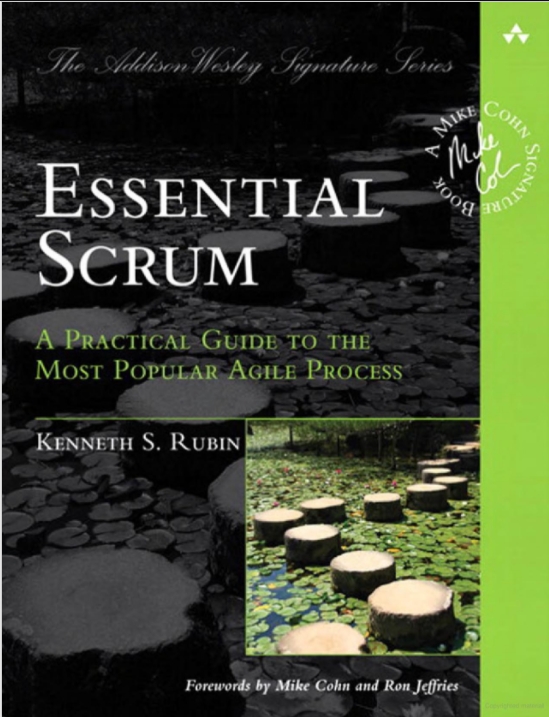 The Addison Wesley Signature Series
A MIKE COHN SIGNATURE BOOK
Mike Cohn
ESSENTIAL
SCRUM
A PRACTICAL GUIDE TO THE
MOST POPULAR AGILE PROCESS
KENNETH S. RUBIN
Forewords by Mike Cohn and Ron Jeffries